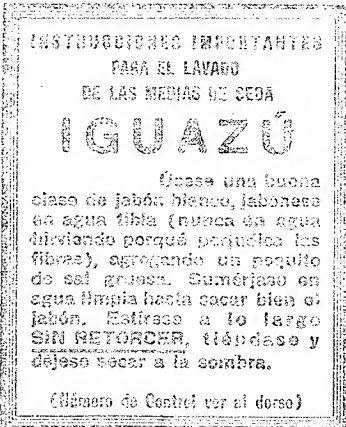 INSTRUCCIONES IMPORTANTES
PARA EL LAVADO
DE LAS MEDIAS DE SEDA
IGUAZÚ
Úsese una buena
clase de jabón blanco, jabónese
en agua tibia (nunca en agua
hirviendo porqué perjudica las
fibras), agregando un poquito
de sal gruesa. Sumérjase en
agua limpia hasta sacar bien el
jabón. Estírese a lo largo
SIN RETORCER, tiéndase y
déjese secar a la sombra.
(Número de Control ver al dorso)